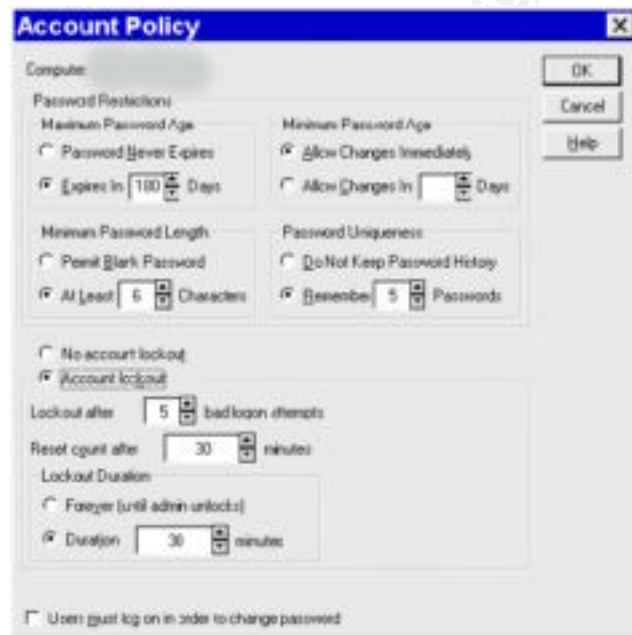 Account Policy
Computer:
OK
Cancel
Help
Password Restrictions
Maximum Password Age
Password Never Expires
Expires In 180 Days
Minimum Password Age
Allow Changes Immediately
Allow Changes In Days
Minimum Password Length
Permit Blank Password
At Least 6 Characters
Password Uniqueness
Do Not Keep Password History
Remember 5 Passwords
No account lockout
Account lockout
Lockout after 5 bad logon attempts
Reset count after 30 minutes
Lockout Duration
Forever (until admin unlocks)
Duration 30 minutes
Users must log on in order to change password